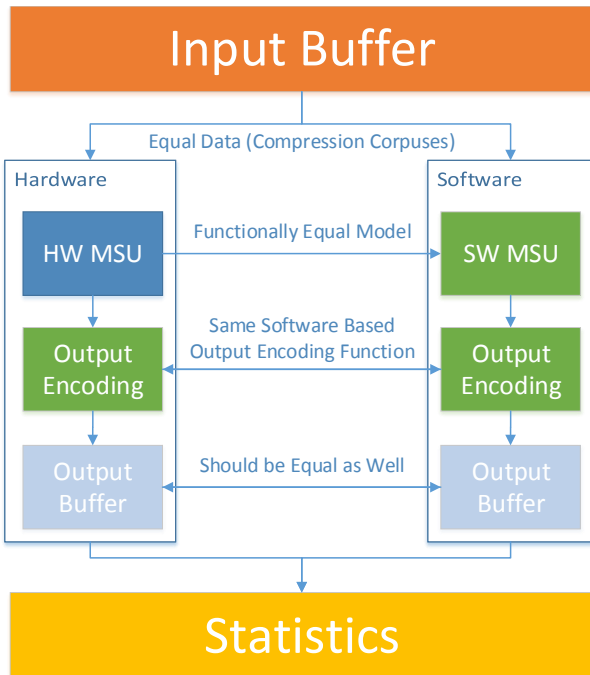 Input Buffer
Equal Data (Compression Corpuses)
Hardware
Software
HW MSU
Functionally Equal Model
SW MSU
Output
Encoding
Same Software Based
Output Encoding Function
Output
Encoding
Output
Buffer
Should be Equal as Well
Output
Buffer
Statistics